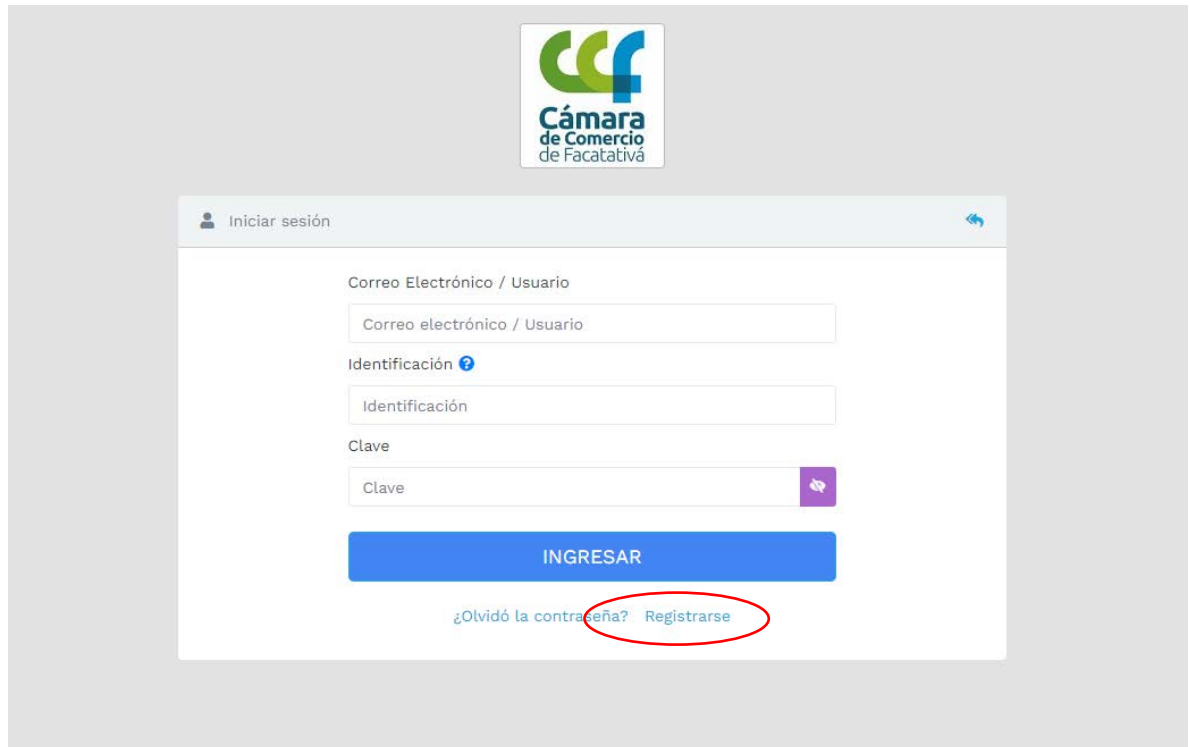 ccf
Cámara
de Comercio
de Facatativá
Iniciar sesión
Correo Electrónico / Usuario
Correo electrónico / Usuario
Identificación
Identificación
Clave
Clave
INGRESAR
¿Olvidó la contraseña? Registrarse